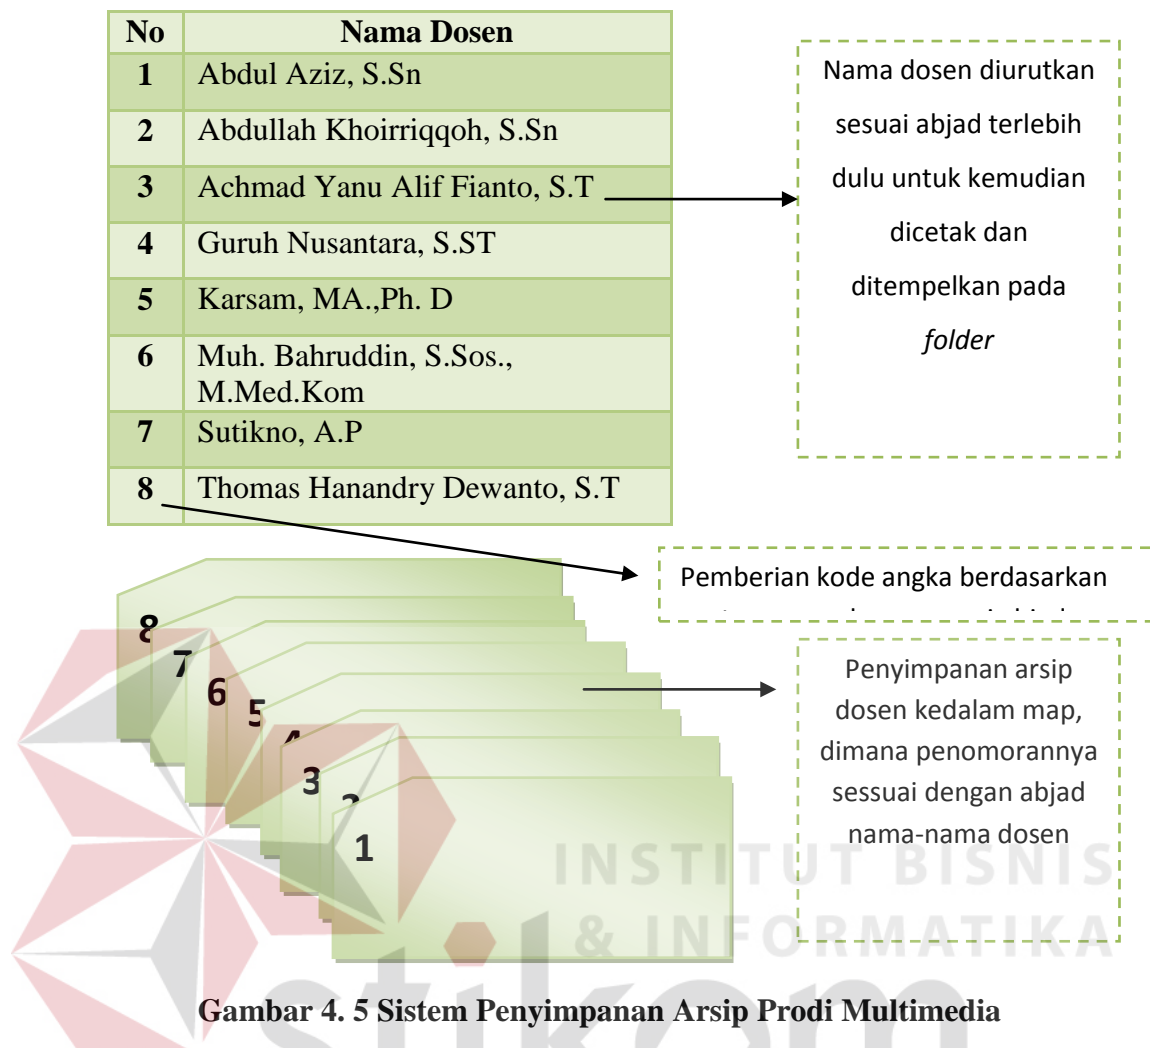 No Nama Dosen
1 Abdul Aziz, S.Sn
2 Abdullah Khoirriqqoh, S.Sn
3 Achmad Yanu Alif Fianto, S.T
4 Guruh Nusantara, S.ST
5 Karsam, MA.,Ph. D
6 Muh. Bahruddin, S.Sos.,
M.Med.Kom
7 Sutikno, A.P
8 Thomas Hanandry Dewanto, S.T
Nama dosen diurutkan
sesuai abjad terlebih
dulu untuk kemudian
dicetak dan
ditempelkan pada
folder
Pemberian kode angka berdasarkan
8
7
6
5
4
3
2
1
Penyimpanan arsip
dosen kedalam map,
dimana penomorannya
sessuai dengan abjad
nama-nama dosen
INSTITUT BISNIS
& INFORMATIKA
stikom
Gambar 4. 5 Sistem Penyimpanan Arsip Prodi Multimedia